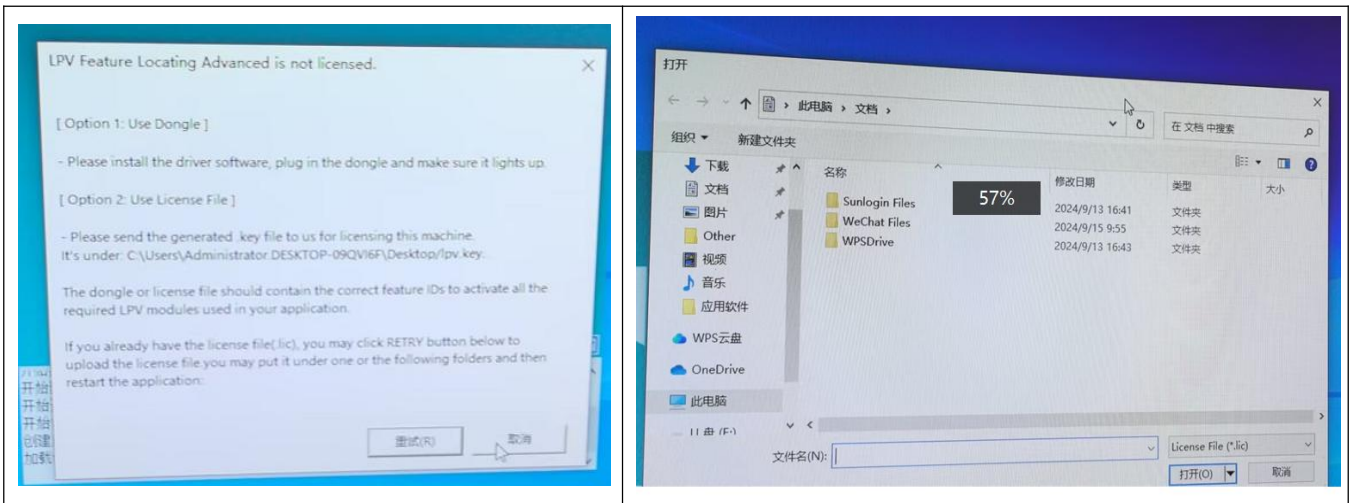 LPV Feature Locating Advanced is not licensed.
[ Option 1: Use Dongle ]
- Please install the driver software, plug in the dongle and make sure it lights up.
[ Option 2: Use License File ]
- Please send the generated .key file to us for licensing this machine.
It's under: C:\Users\Administrator.DESKTOP-09QVI6F\Desktop/lpv.key.
The dongle or license file should contain the correct feature IDs to activate all the
required LPV modules used in your application.
If you already have the license file(.lic), you may click RETRY button below to
upload the license file.you may put it under one or the following folders and then
restart the application:
重试(R)
取消
开始
开始
开始
创建
加载
打开
此电脑 › 文档 ›
在 文档 中搜索
组织
新建文件夹
下载
文档
图片
Other
视频
音乐
应用软件
WPS云盘
OneDrive
此电脑
名称
修改日期
类型
大小
57%
Sunlogin Files
2024/9/13 16:41
文件夹
WeChat Files
2024/9/15 9:55
文件夹
WPSDrive
2024/9/13 16:43
文件夹
文件名(N):
License File (*.lic)
打开(O)
取消